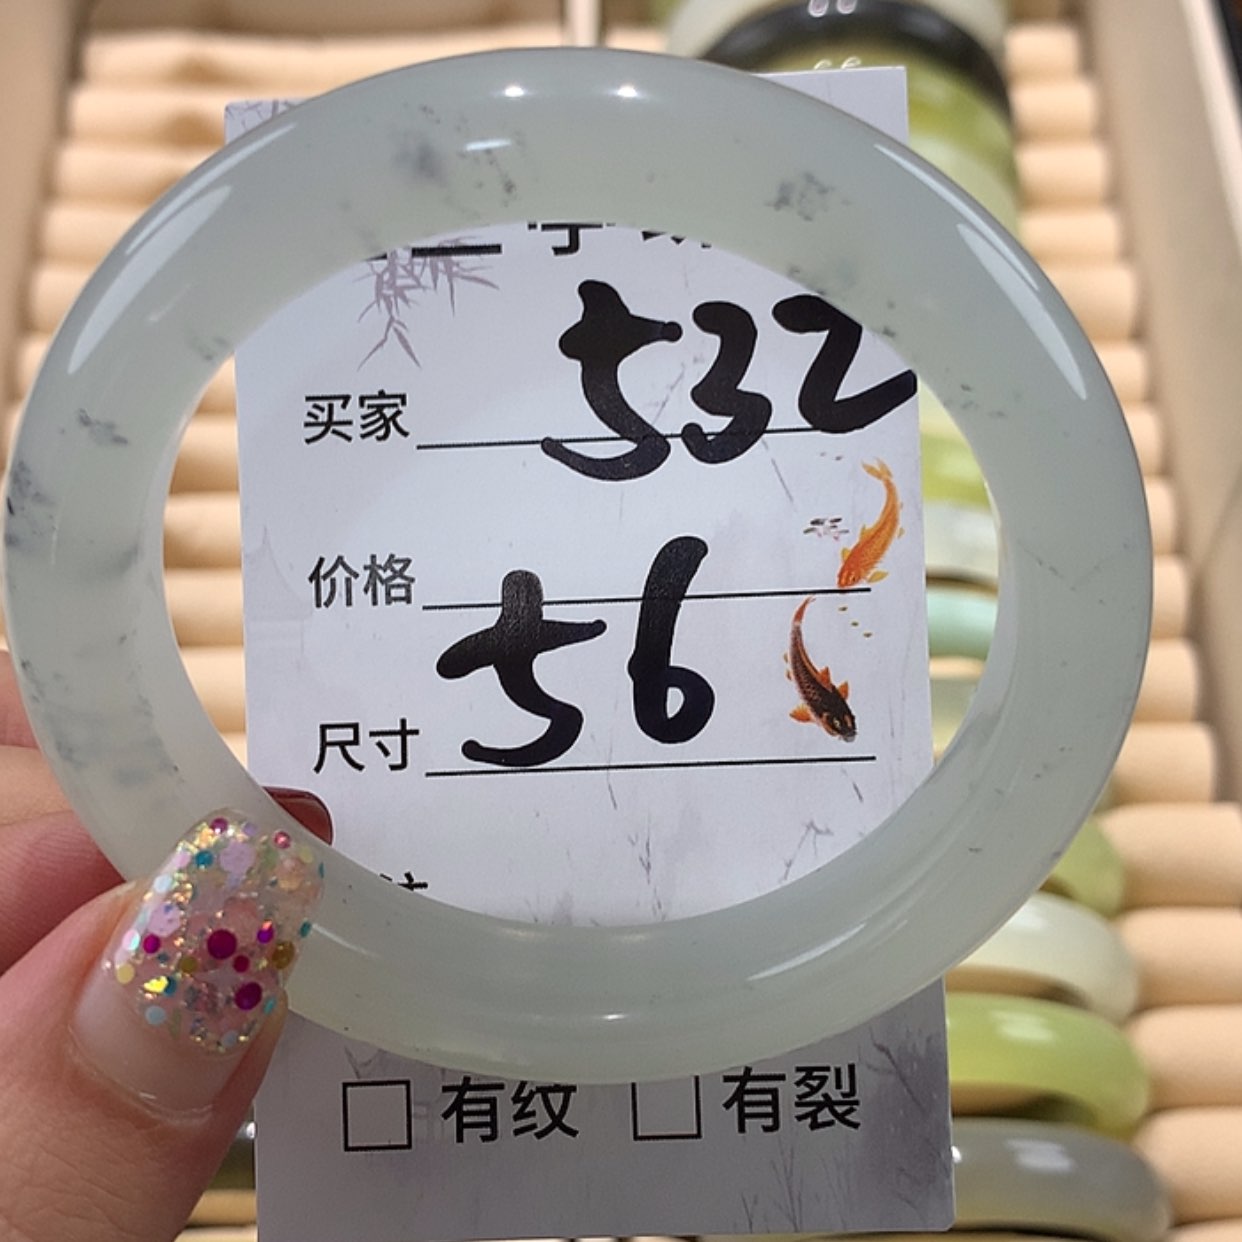 买家 532
价格
尺寸 56
有纹 有裂